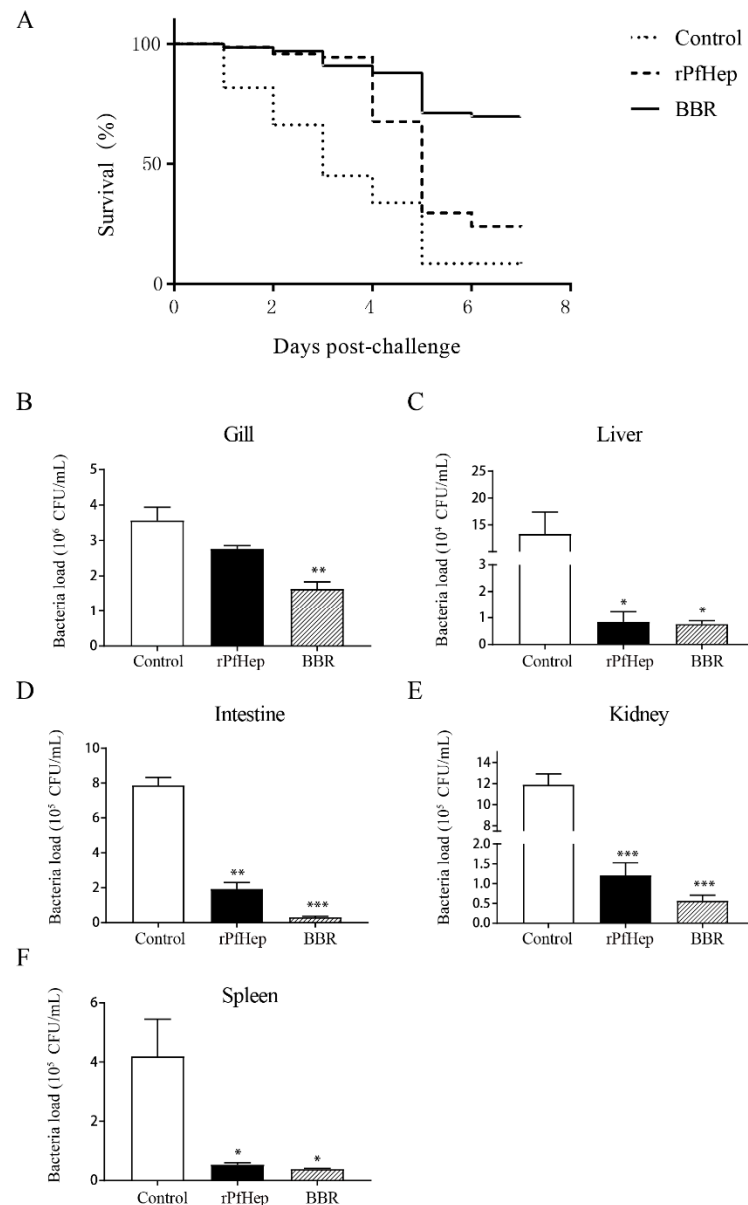 A
Survival (%)
100
50
0
0 2 4 6 8
Days post-challenge
Control
rPfHep
BBR
B
Gill
Bacteria load (10⁶ CFU/mL)
5
4
3
2
1
0
**
Control rPfHep BBR
C
Liver
Bacteria load (10⁴ CFU/mL)
25
20
15
3
2
1
0
* *
Control rPfHep BBR
D
Intestine
Bacteria load (10⁵ CFU/mL)
10
8
6
4
2
0
** ***
Control rPfHep BBR
E
Kidney
Bacteria load (10⁵ CFU/mL)
14
12
10
8
12
2.0
1.5
1.0
0.5
0.0
*** ***
Control rPfHep BBR
F
Spleen
Bacteria load (10⁵ CFU/mL)
6
4
2
0
* *
Control rPfHep BBR